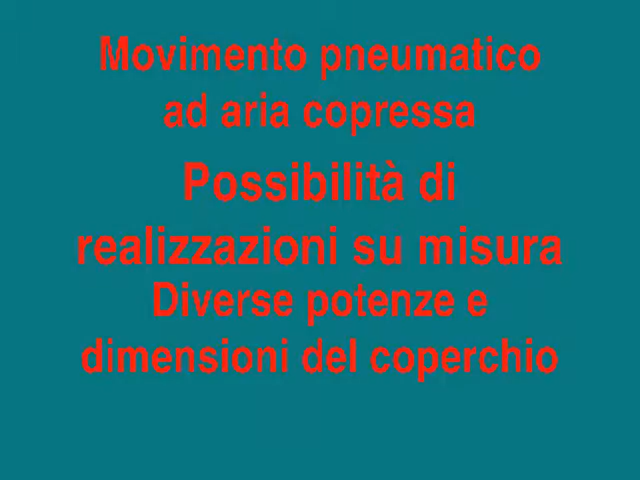 Movimento pneumatico
ad aria copressa
Possibilità di
realizzazioni su misura
Diverse potenze e
dimensioni del coperchio